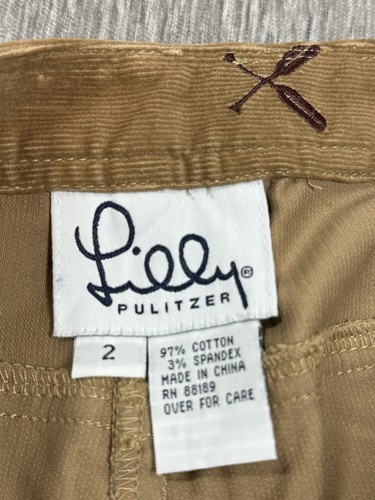 Lilly®
PULITZER
2
97% COTTON
3% SPANDEX
MADE IN CHINA
RN 88189
OVER FOR CARE